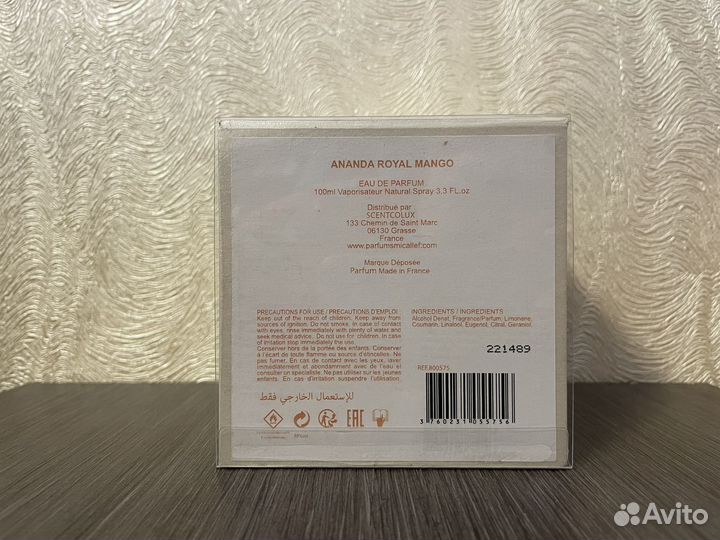 ANANDA ROYAL MANGO
EAU DE PARFUM
100ml Vaporisateur Natural Spray 3,3 FL.oz
Distribué par :
SCENTCOLUX
133 Chemin de Saint Marc
06130 Grasse
France
www.parfumsmicallef.com
Marque Déposée
Parfum Made in France
PRECAUTIONS FOR USE / PRECAUTIONS D'EMPLOI :
Keep out of the reach of children. Keep away from
sources of ignition. Do not smoke. In case of contact
with eyes, rinse immediately with plenty of water and
seek medical advice. Do not use for children. In case of
irritation stop immediately the use.
Conserver hors de la portée des enfants. Conserver
à l'écart de toute flamme ou source d'étincelles. Ne
pas fumer. En cas de contact avec les yeux, laver
immédiatement et abondamment avec de l'eau et
consulter un spécialiste. Ne pas utiliser sur les jeunes
enfants. En cas d'irritation suspendre l'utilisation.
للإستعمال الخارجي فقط
INGREDIENTS / INGREDIENTS
Alcohol Denat, Fragrance/Parfum, Limonene,
Coumarin, Linalool, Eugenol, Citral, Geraniol.
221489
REF.800575
3 760231 055756
EAC
Avito